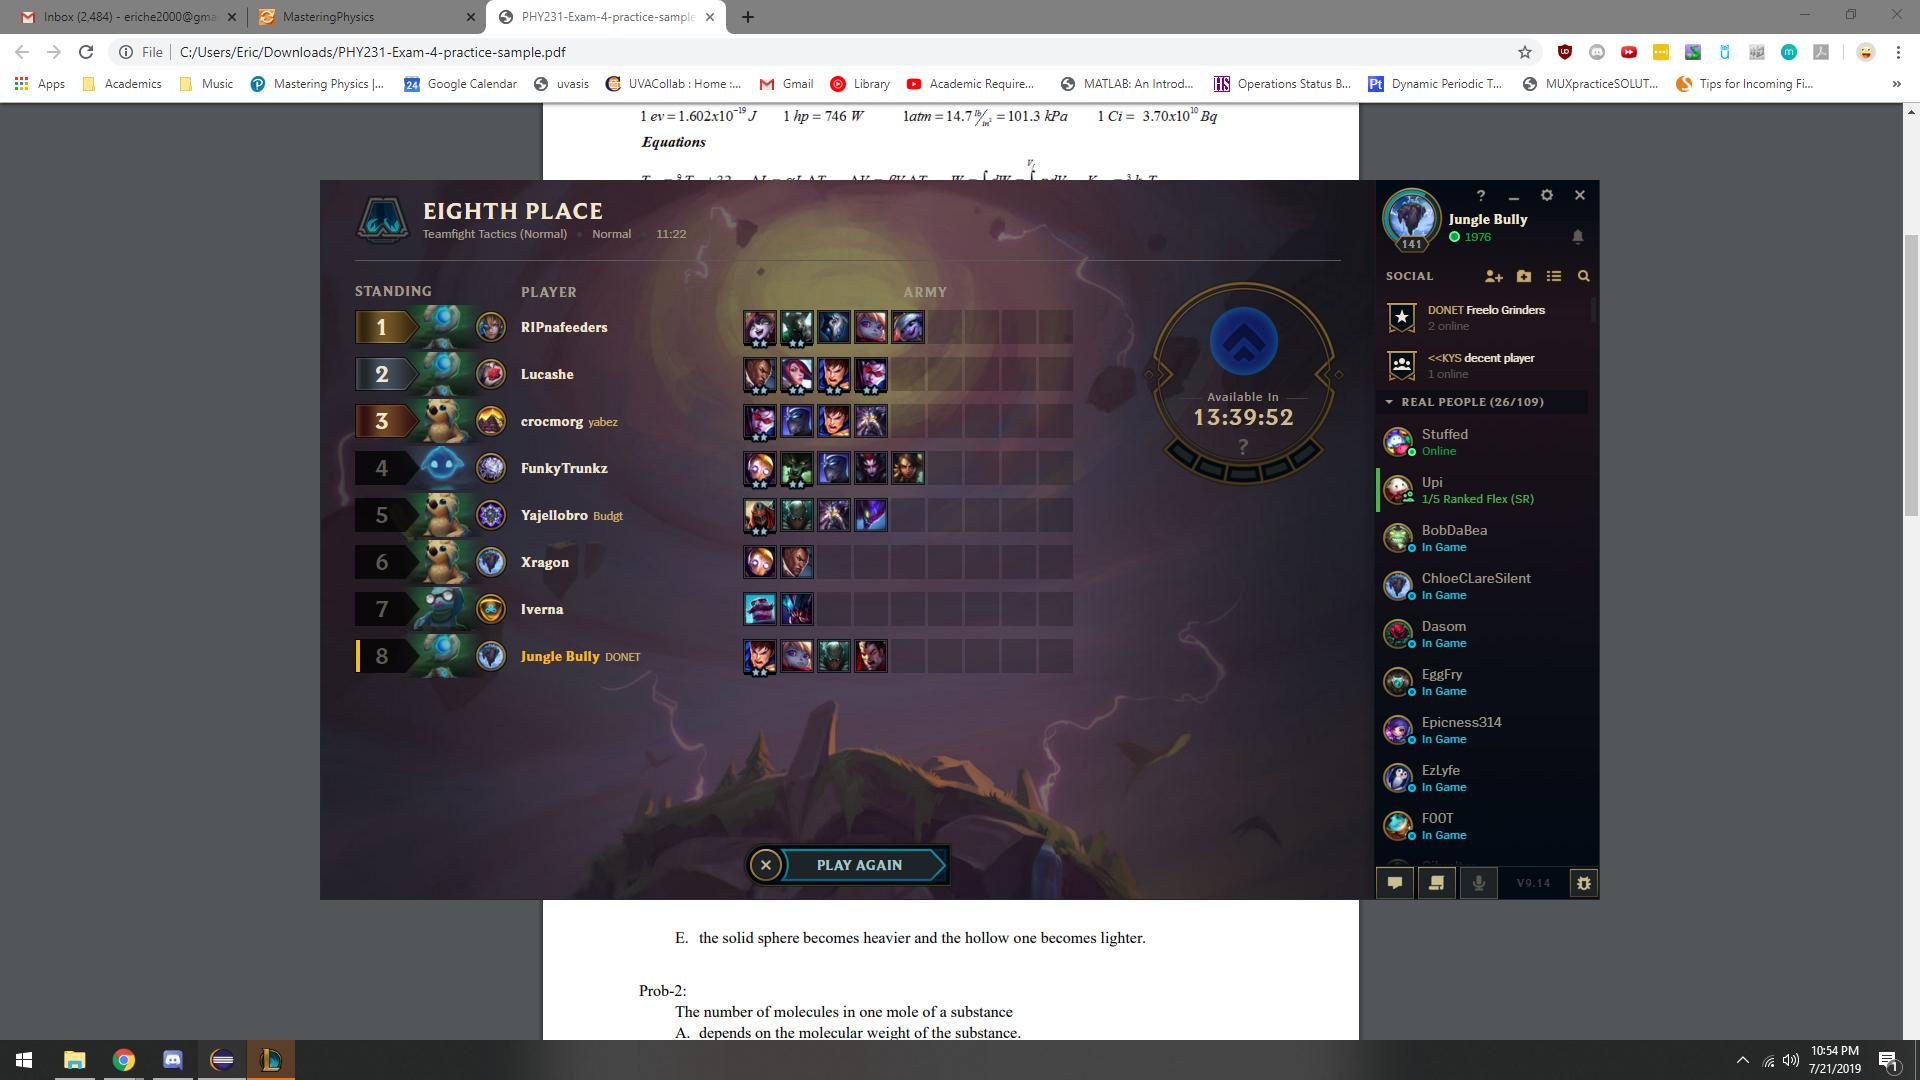 Inbox (2,484) - eriche2000@gma
MasteringPhysics
PHY231-Exam-4-practice-sample
File
C:/Users/Eric/Downloads/PHY231-Exam-4-practice-sample.pdf
Apps
Academics
Music
Mastering Physics |...
24
Google Calendar
uvasis
UVACollab : Home :...
Gmail
Library
Academic Require...
MATLAB: An Introd...
HS
Operations Status B...
Pt
Dynamic Periodic T...
MUXpracticeSOLUT...
Tips for Incoming Fi...
»
1 ev = 1.602x10⁻¹⁹ J 1 hp = 746 W 1atm = 14.7 lb/in² = 101.3 kPa 1 Ci = 3.70x10¹⁰ Bq
Equations
EIGHTH PLACE
Teamfight Tactics (Normal) • Normal 11:22
STANDING PLAYER ARMY
1 RIPnafeeders
2 Lucashe
3 crocmorg yabez
4 FunkyTrunkz
5 Yajellobro Budgt
6 Xragon
7 Iverna
8 Jungle Bully DONET
Available In
13:39:52
?
PLAY AGAIN
?
Jungle Bully
1976
141
SOCIAL
DONET Freelo Grinders
2 online
<<KYS decent player
1 online
REAL PEOPLE (26/109)
Stuffed
Online
Upi
1/5 Ranked Flex (SR)
BobDaBea
In Game
ChloeCLareSilent
In Game
Dasom
In Game
EggFry
In Game
Epicness314
In Game
EzLyfe
In Game
F00T
In Game
V9.14
E. the solid sphere becomes heavier and the hollow one becomes lighter.
Prob-2:
The number of molecules in one mole of a substance
A. depends on the molecular weight of the substance.
10:54 PM
7/21/2019
1